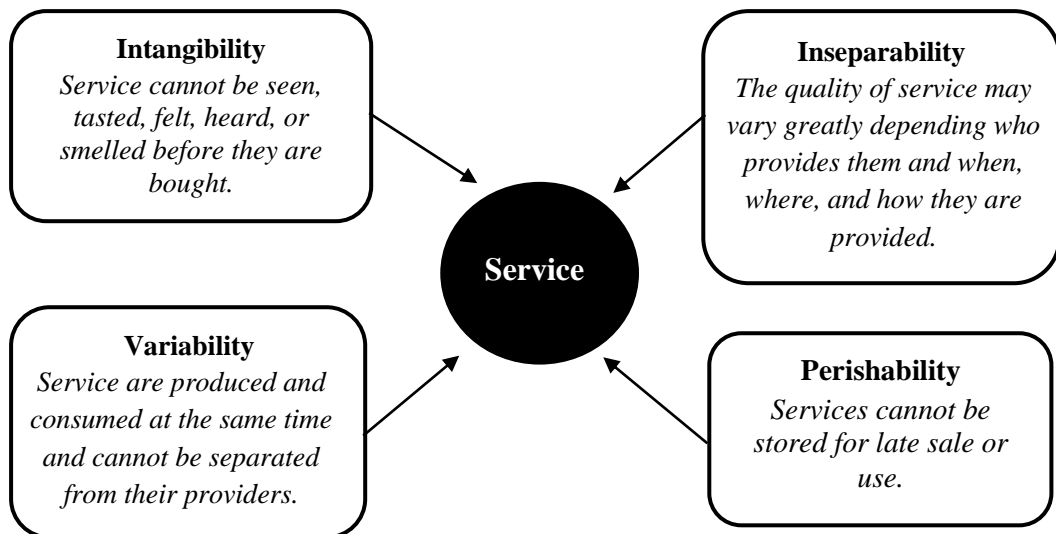 Intangibility
Service cannot be seen,
tasted, felt, heard, or
smelled before they are
bought.
Inseparability
The quality of service may
vary greatly depending who
provides them and when,
where, and how they are
provided.
Service
Variability
Service are produced and
consumed at the same time
and cannot be separated
from their providers.
Perishability
Services cannot be
stored for late sale or
use.